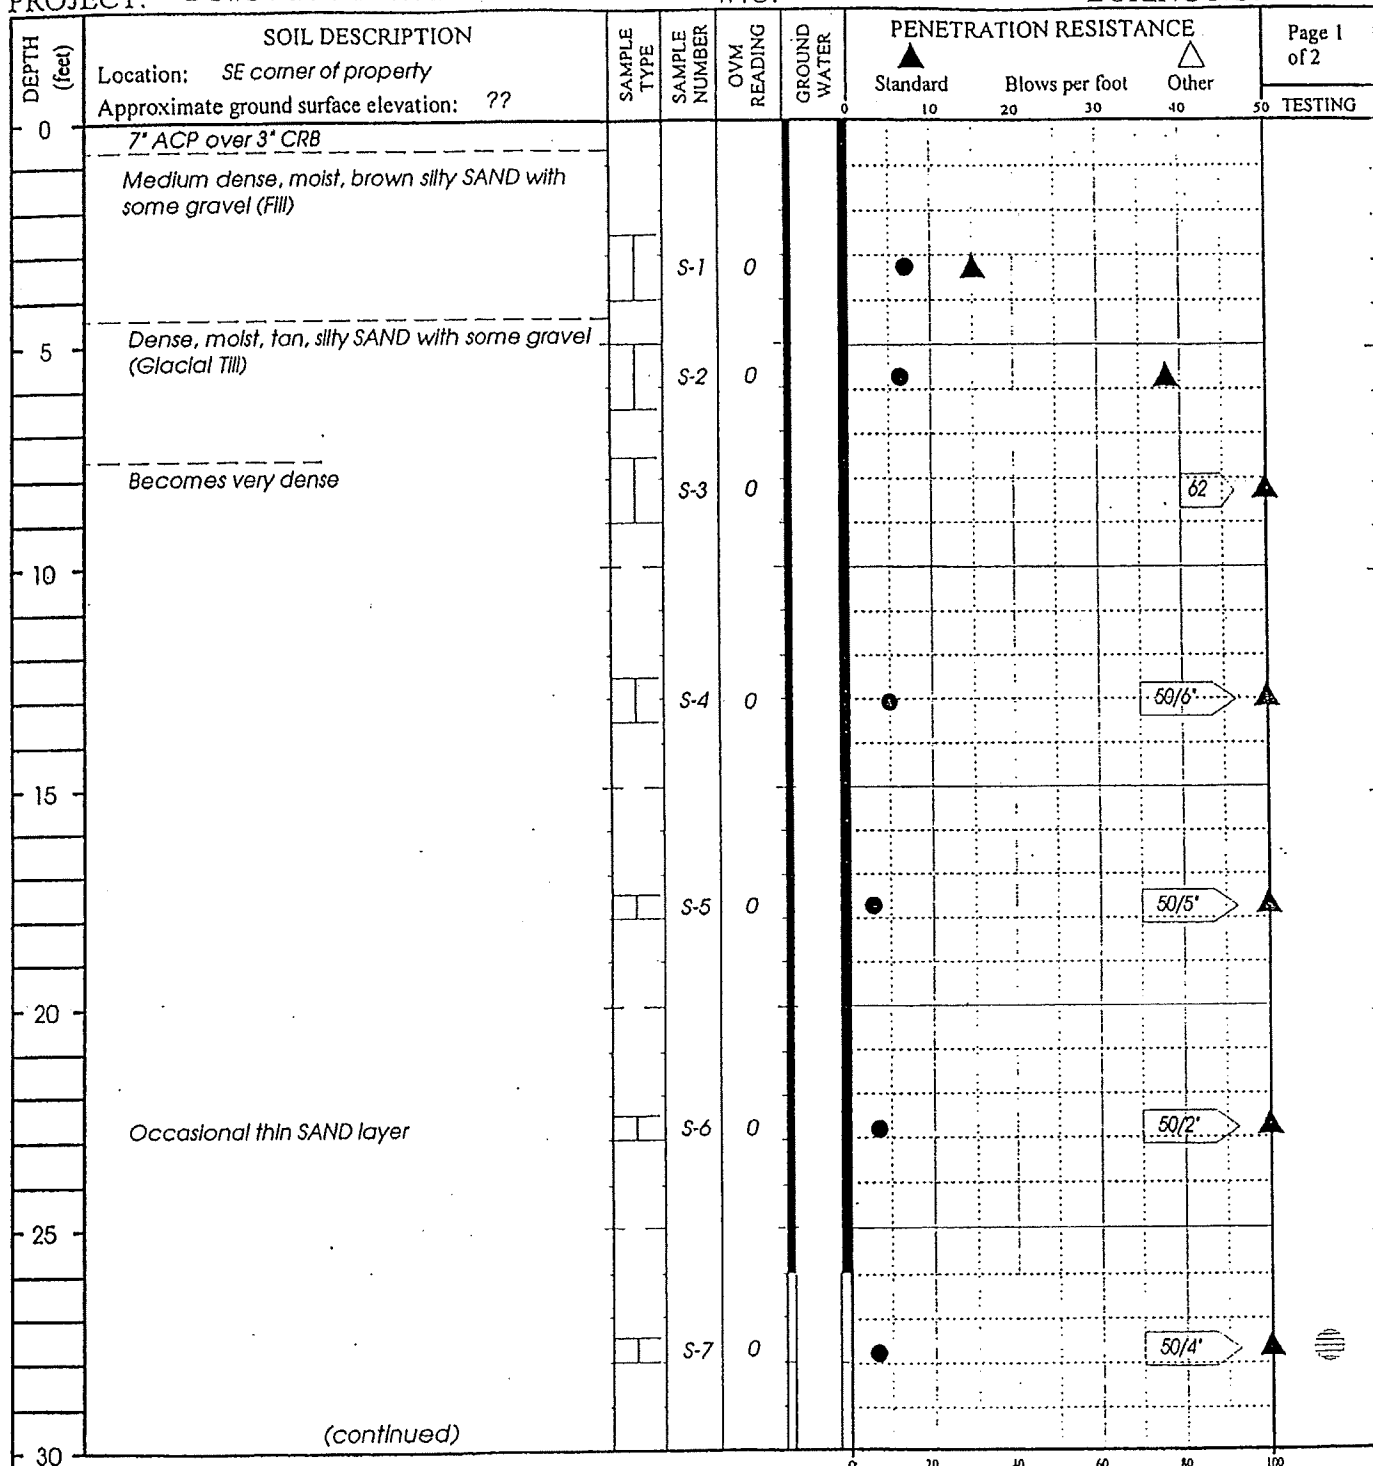 PROJECT:
SOIL DESCRIPTION
Location: SE corner of property
Approximate ground surface elevation: ??
DEPTH
(feet)
SAMPLE
TYPE
SAMPLE
NUMBER
OVM
READING
GROUND
WATER
PENETRATION RESISTANCE
Standard Blows per foot Other
0 10 20 30 40 50
Page 1
of 2
TESTING
0
7" ACP over 3" CRB
Medium dense, moist, brown silty SAND with
some gravel (Fill)
S-1 0
Dense, moist, tan, silty SAND with some gravel
5
(Glacial Till)
S-2 0
Becomes very dense
S-3 0 62
10
S-4 0 50/6"
15
S-5 0 50/5"
20
Occasional thin SAND layer
S-6 0 50/2"
25
S-7 0 50/4"
(continued)
30
0 20 40 60 80 100